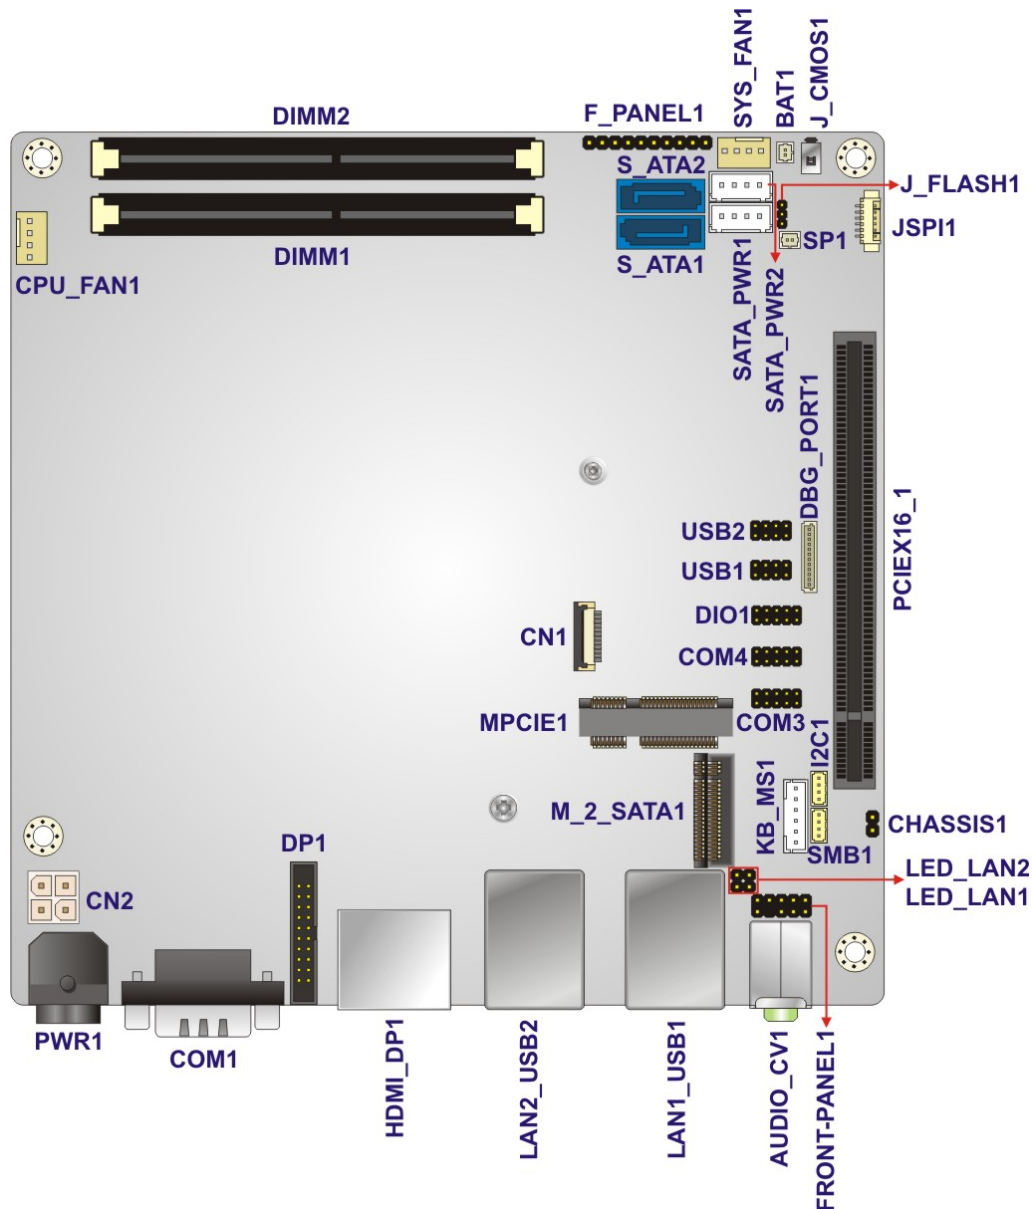 SYS_FAN1
BAT1
J_CMOS1
DIMM2
F_PANEL1
S_ATA2
J_FLASH1
JSPI1
SP1
DIMM1
S_ATA1
CPU_FAN1
SATA_PWR1
SATA_PWR2
DBG_PORT1
PCIEX16_1
USB2
USB1
DIO1
CN1
COM4
MPCIE1
COM3
I2C1
KB_MS1
M_2_SATA1
CHASSIS1
DP1
SMB1
LED_LAN2
CN2
LED_LAN1
PWR1
COM1
HDMI_DP1
LAN2_USB2
LAN1_USB1
AUDIO_CV1
FRONT-PANEL1